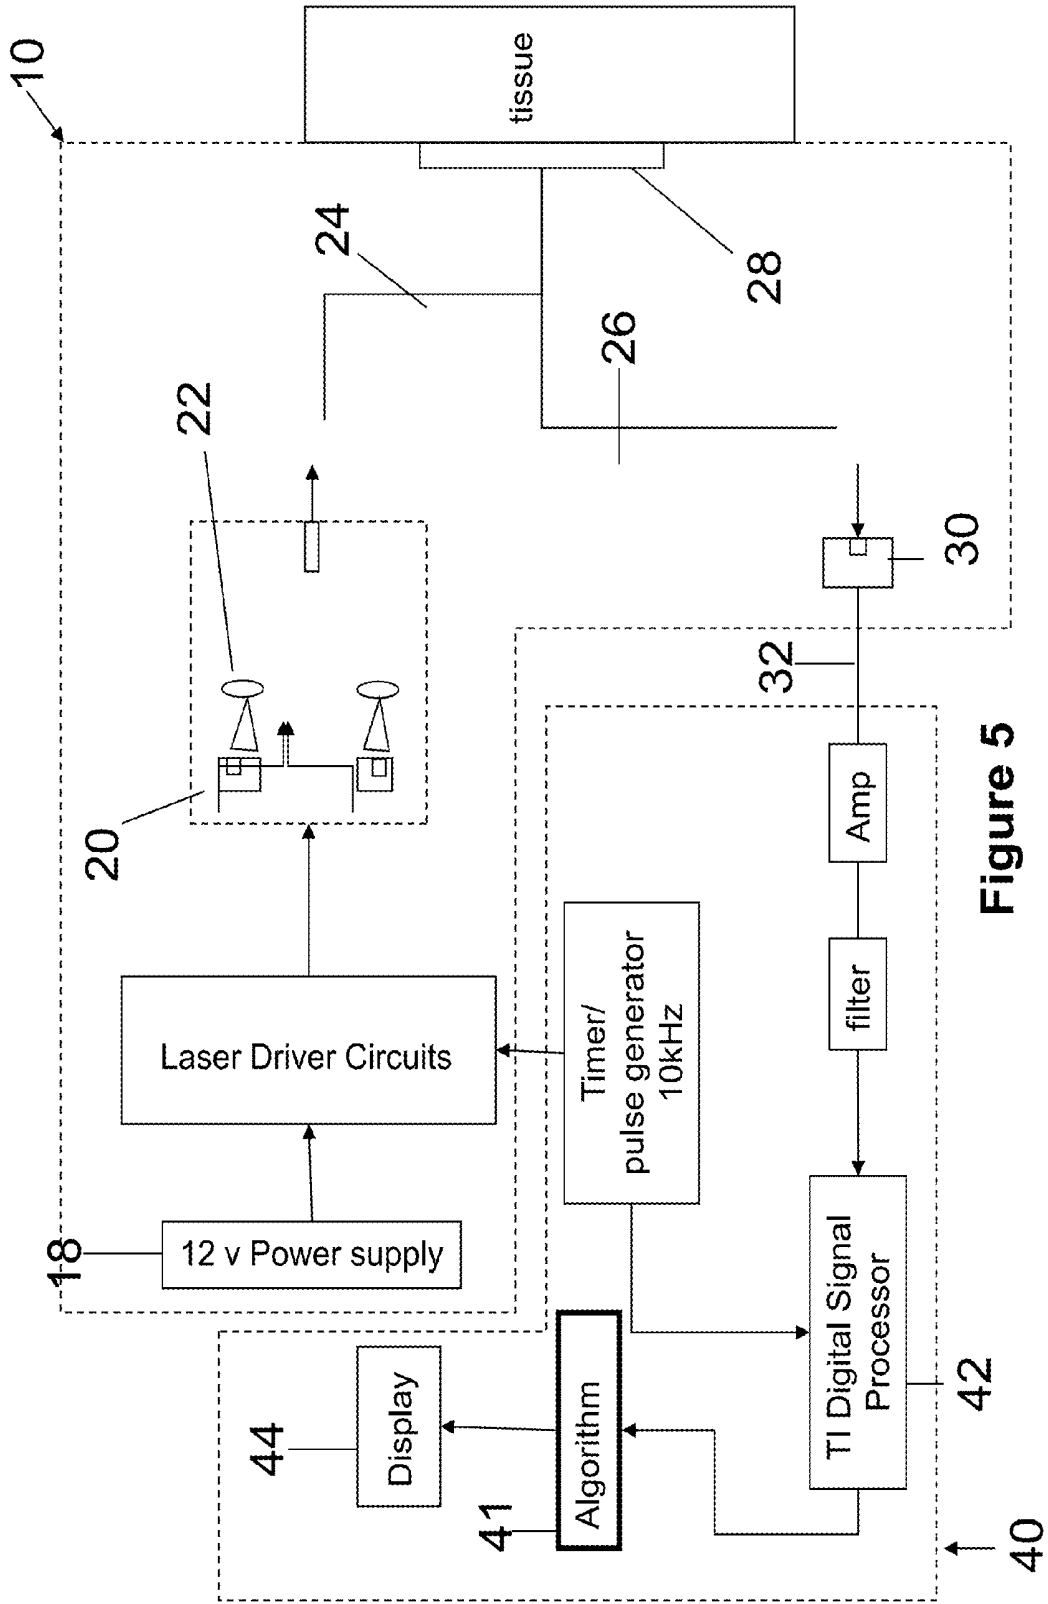 10
tissue
24
28
22
26
30
20
32
Amp
Laser Driver Circuits
Timer/
pulse generator
10kHz
filter
18
12 v Power supply
TI Digital Signal
Processor
42
44
Display
Algorithm
41
40
Figure 5